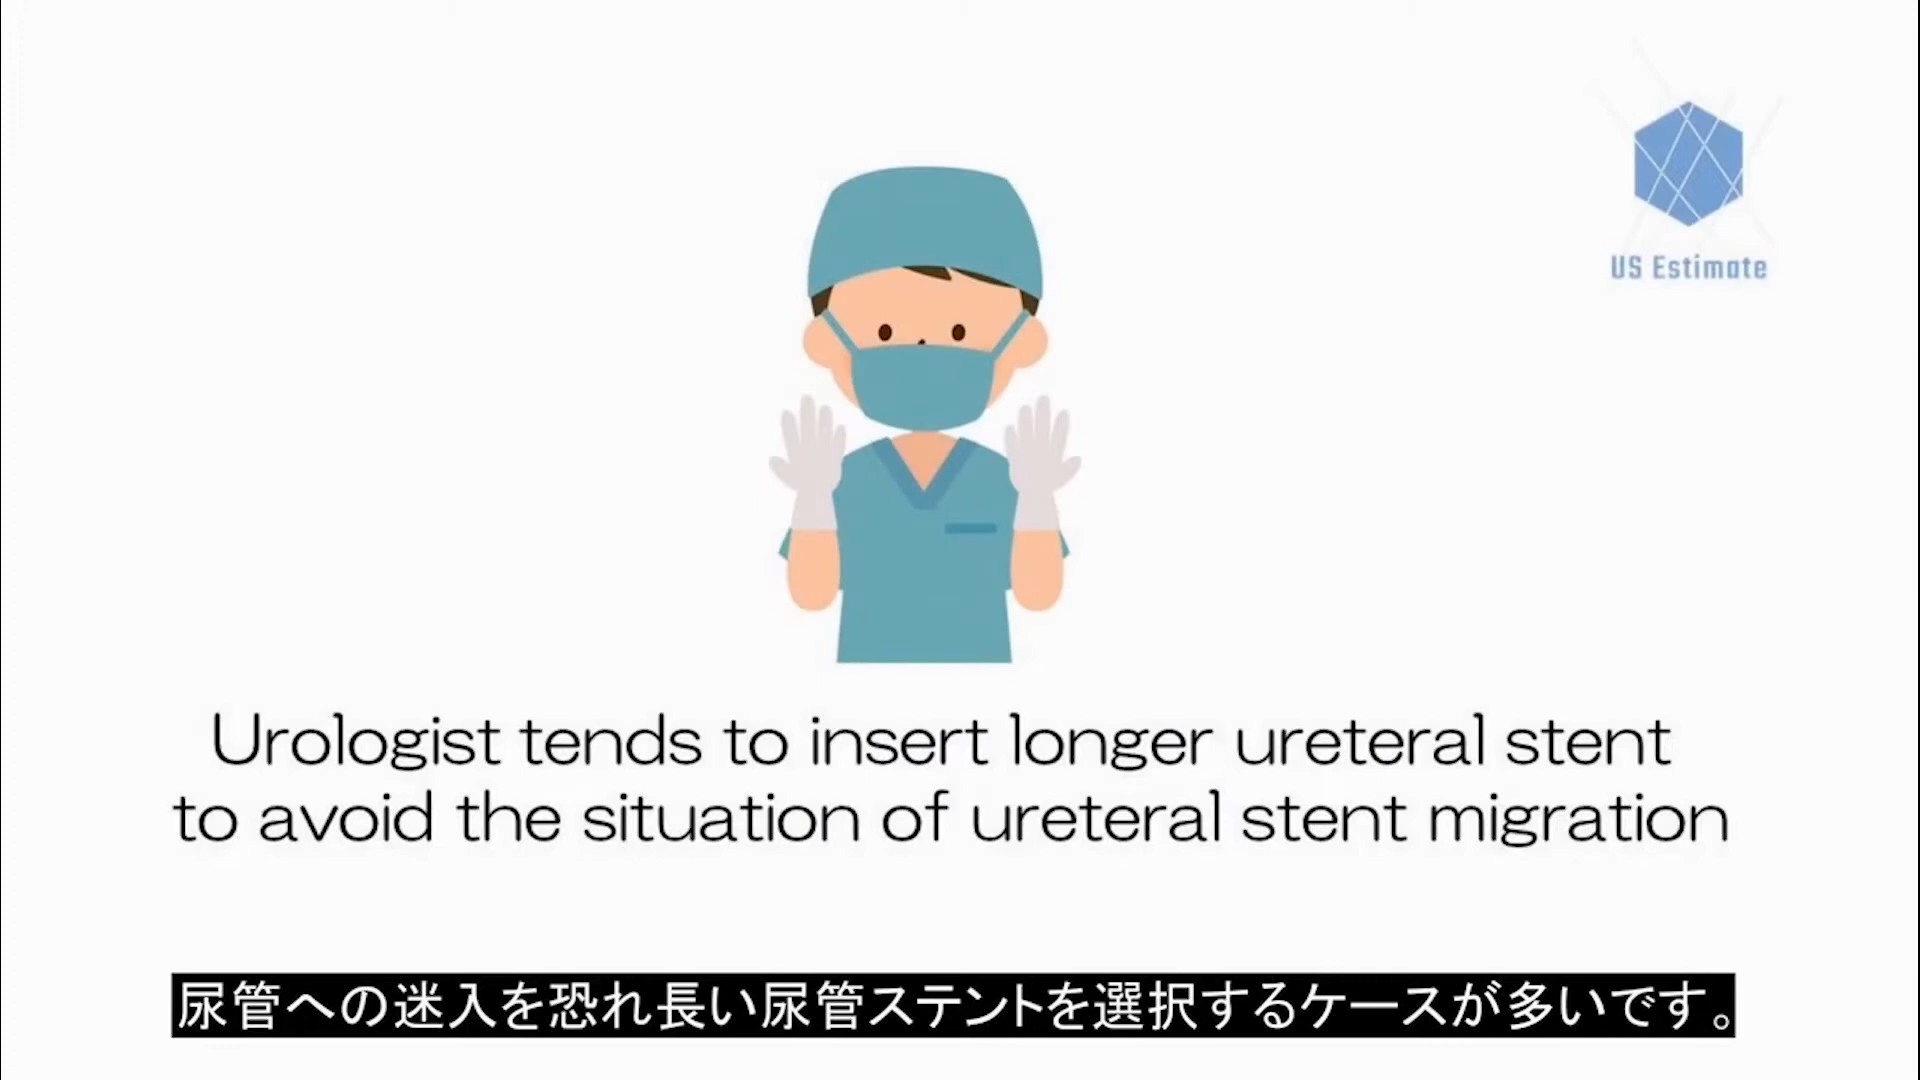 US Estimate
Urologist tends to insert longer ureteral stent
to avoid the situation of ureteral stent migration
尿管への迷入を恐れ長い尿管ステントを選択するケースが多いです。